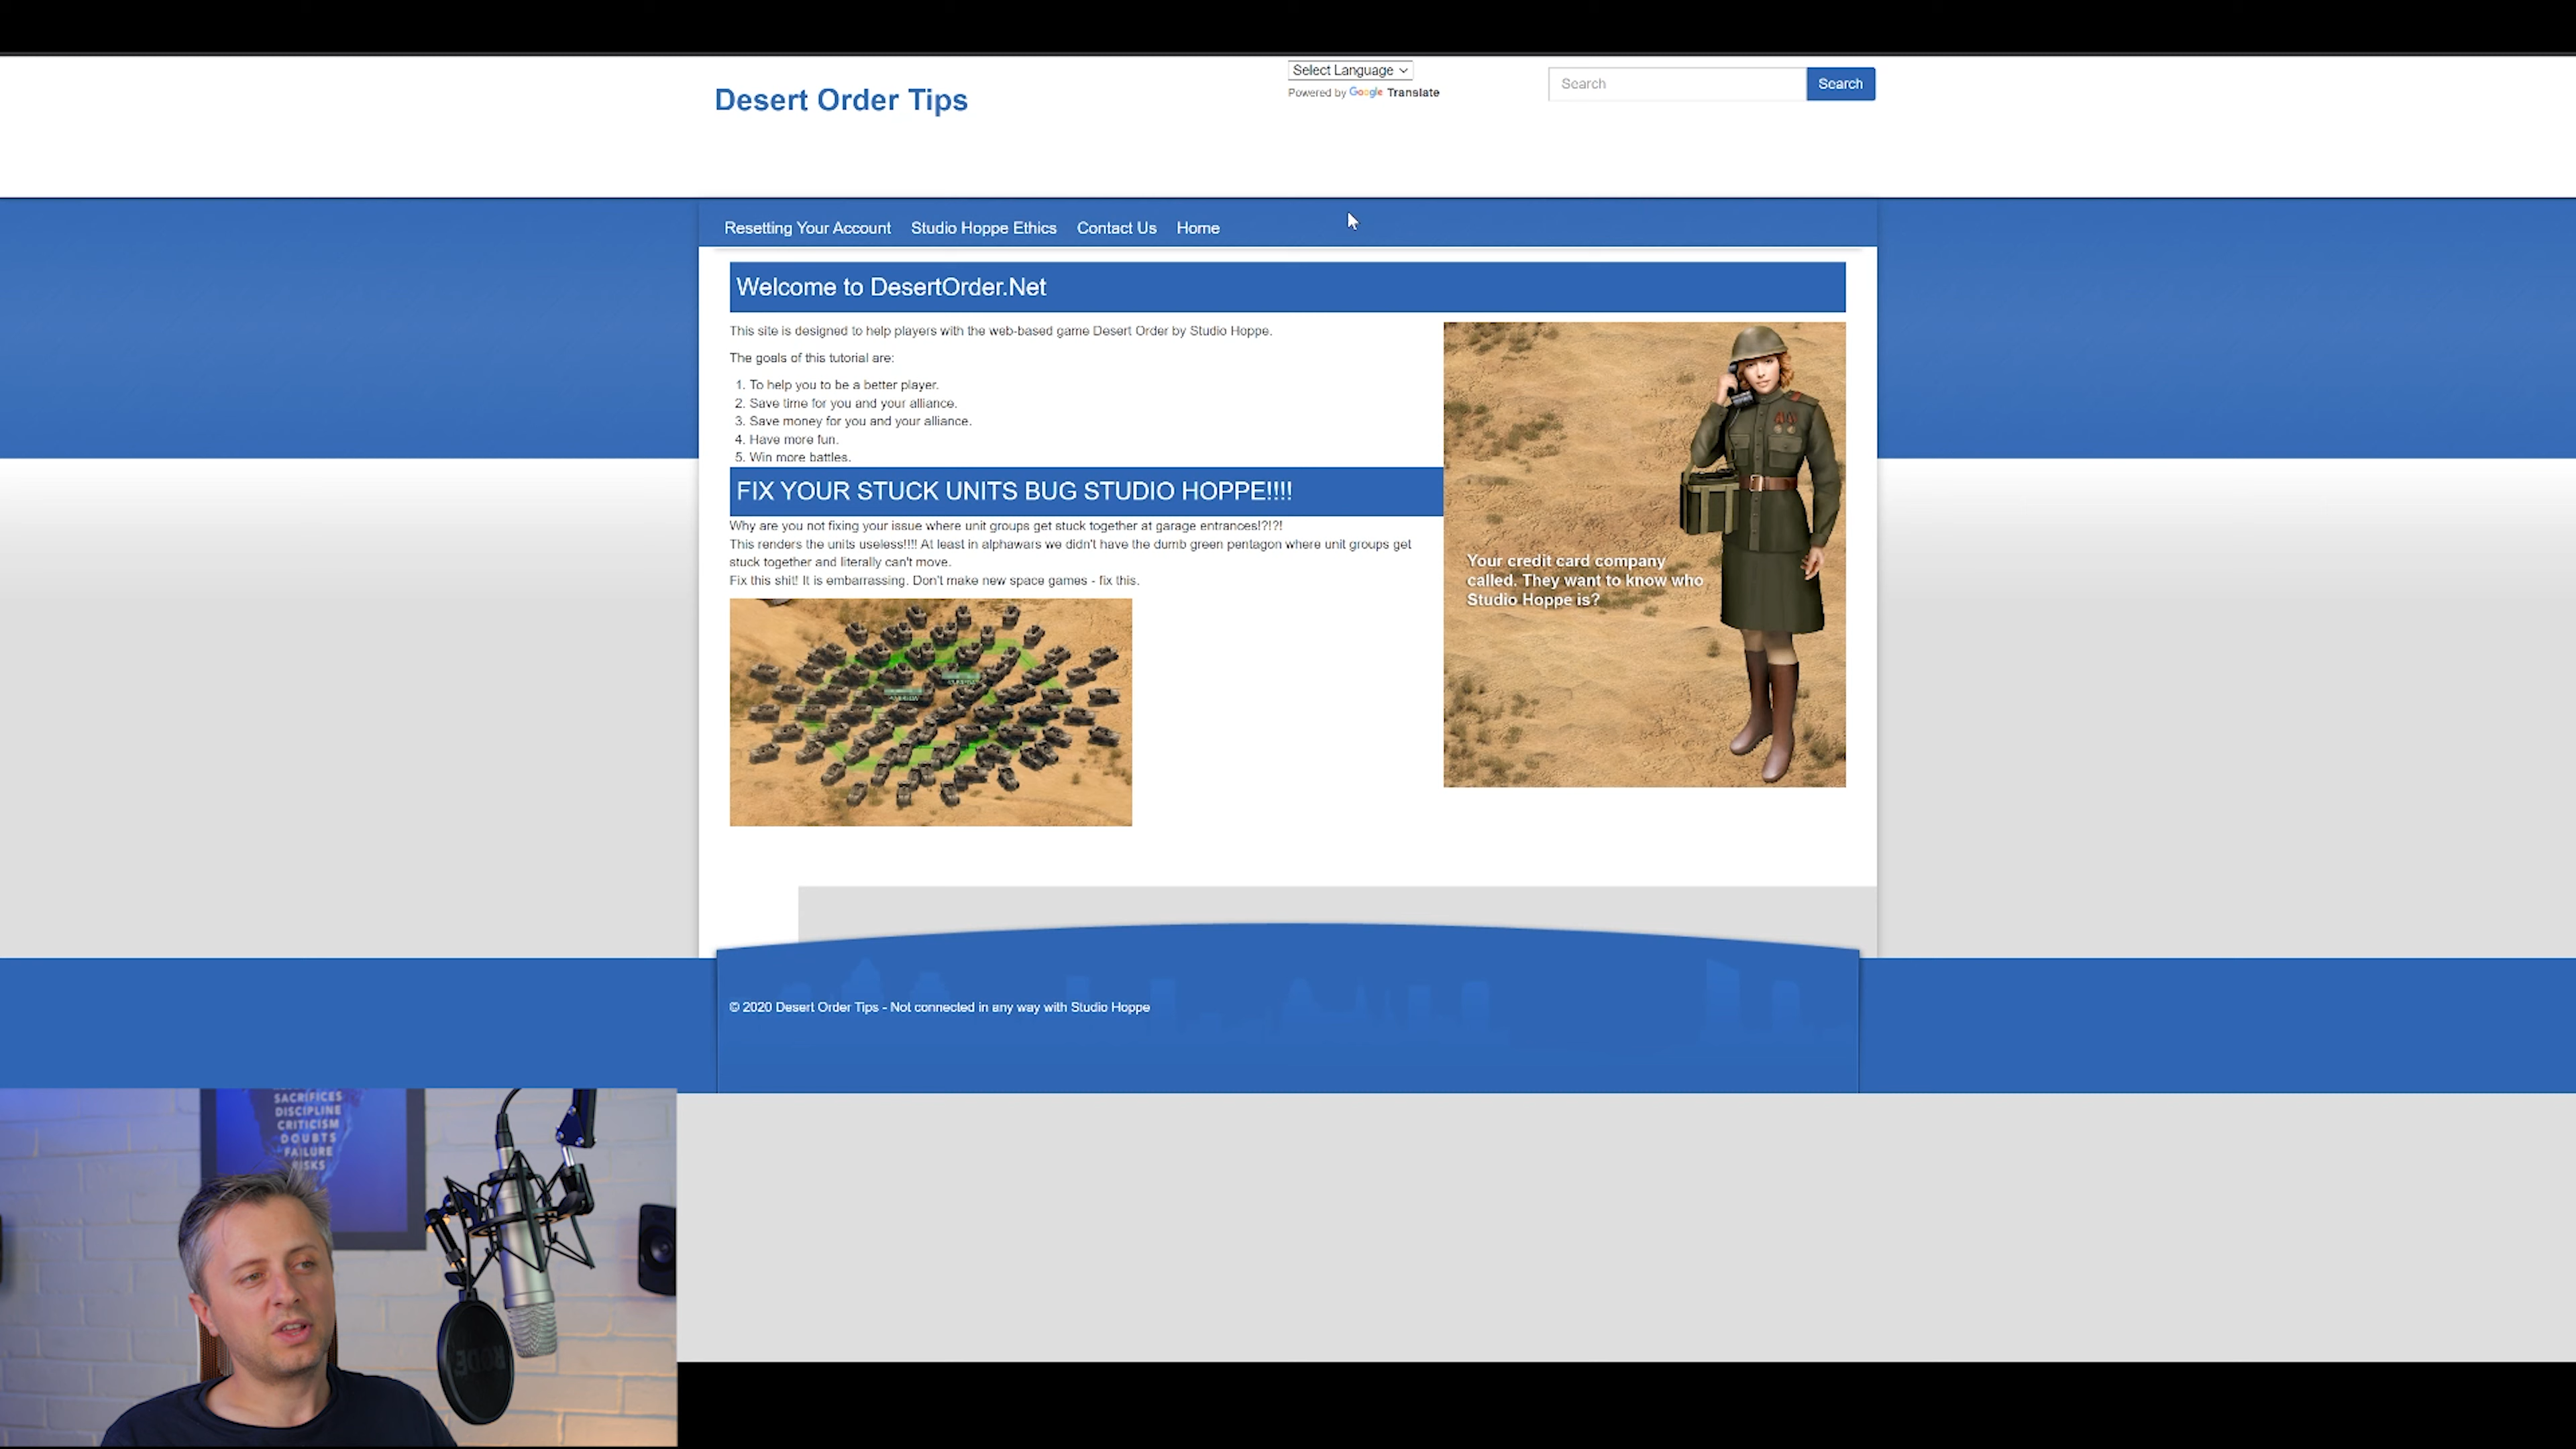 Select Language
Powered by Google Translate
Search
Search
Desert Order Tips
Resetting Your Account
Studio Hoppe Ethics
Contact Us
Home
Welcome to DesertOrder.Net
This site is designed to help players with the web-based game Desert Order by Studio Hoppe.
The goals of this tutorial are:
1. To help you to be a better player.
2. Save time for you and your alliance.
3. Save money for you and your alliance.
4. Have more fun.
5. Win more battles.
FIX YOUR STUCK UNITS BUG STUDIO HOPPE!!!!
Why are you not fixing your issue where unit groups get stuck together at garage entrances!?!?!
This renders the units useless!!!! At least in alphawars we didn't have the dumb green pentagon where unit groups get
stuck together and literally can't move.
Fix this shit! It is embarrassing. Don't make new space games - fix this.
Your credit card company
called. They want to know who
Studio Hoppe is?
© 2020 Desert Order Tips - Not connected in any way with Studio Hoppe
SACRIFICES
DISCIPLINE
CRITICISM
DOUBTS
FAILURE
RISKS
RODE